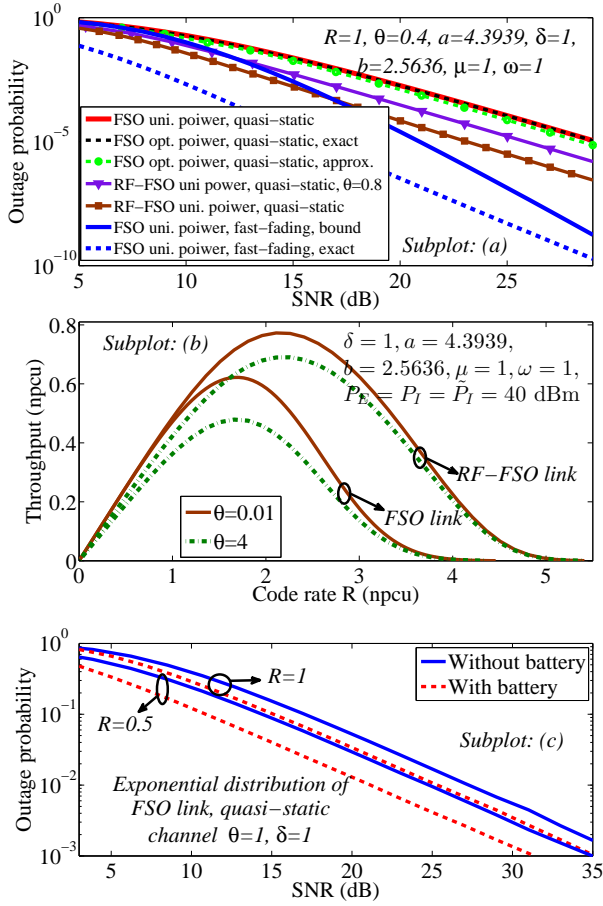 R=1, θ=0.4, a=4.3939, δ=1,
b=2.5636, μ=1, ω=1
Outage probability
10^0
10^−5
10^−10
FSO uni. poiwer, quasi−static
FSO opt. power, quasi−static, exact
FSO opt. power, quasi−static, approx.
RF−FSO uni power, quasi−static, θ=0.8
RF−FSO uni. poiwer, quasi−static
FSO uni. poiwer, fast−fading, bound
FSO uni. poiwer, fast−fading, exact
Subplot: (a)
5 10 15 20 25
SNR (dB)
Subplot: (b)
δ = 1, a = 4.3939,
b = 2.5636, μ = 1, ω = 1,
P_E = P_I = P̃_I = 40 dBm
Throughput (npcu)
0.8
0.6
0.4
0.2
0
RF−FSO link
FSO link
θ=0.01
θ=4
0 1 2 3 4 5
Code rate R (npcu)
Outage probability
10^0
10^−1
10^−2
10^−3
Without battery
With battery
R=1
R=0.5
Subplot: (c)
Exponential distribution of
FSO link, quasi−static
channel θ=1, δ=1
5 10 15 20 25 30 35
SNR (dB)